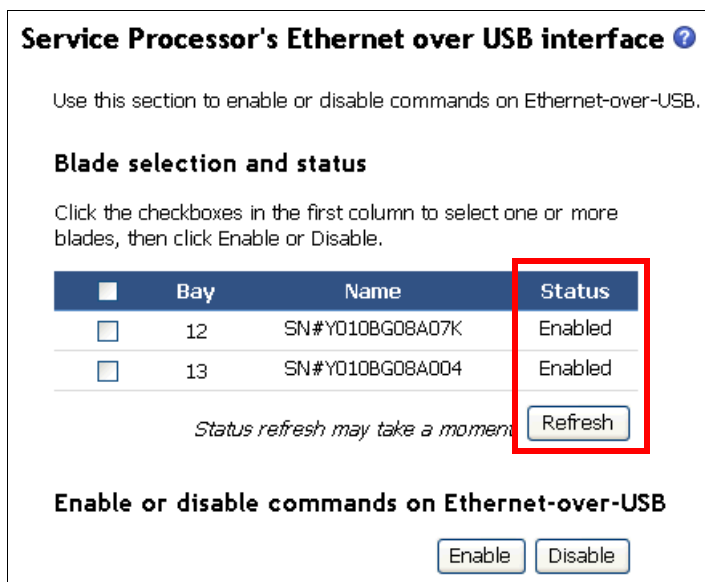 Service Processor's Ethernet over USB interface ?
Use this section to enable or disable commands on Ethernet-over-USB.
Blade selection and status
Click the checkboxes in the first column to select one or more
blades, then click Enable or Disable.
Bay Name Status
12 SN#Y010BG08A07K Enabled
13 SN#Y010BG08A004 Enabled
Status refresh may take a moment Refresh
Enable or disable commands on Ethernet-over-USB
Enable Disable